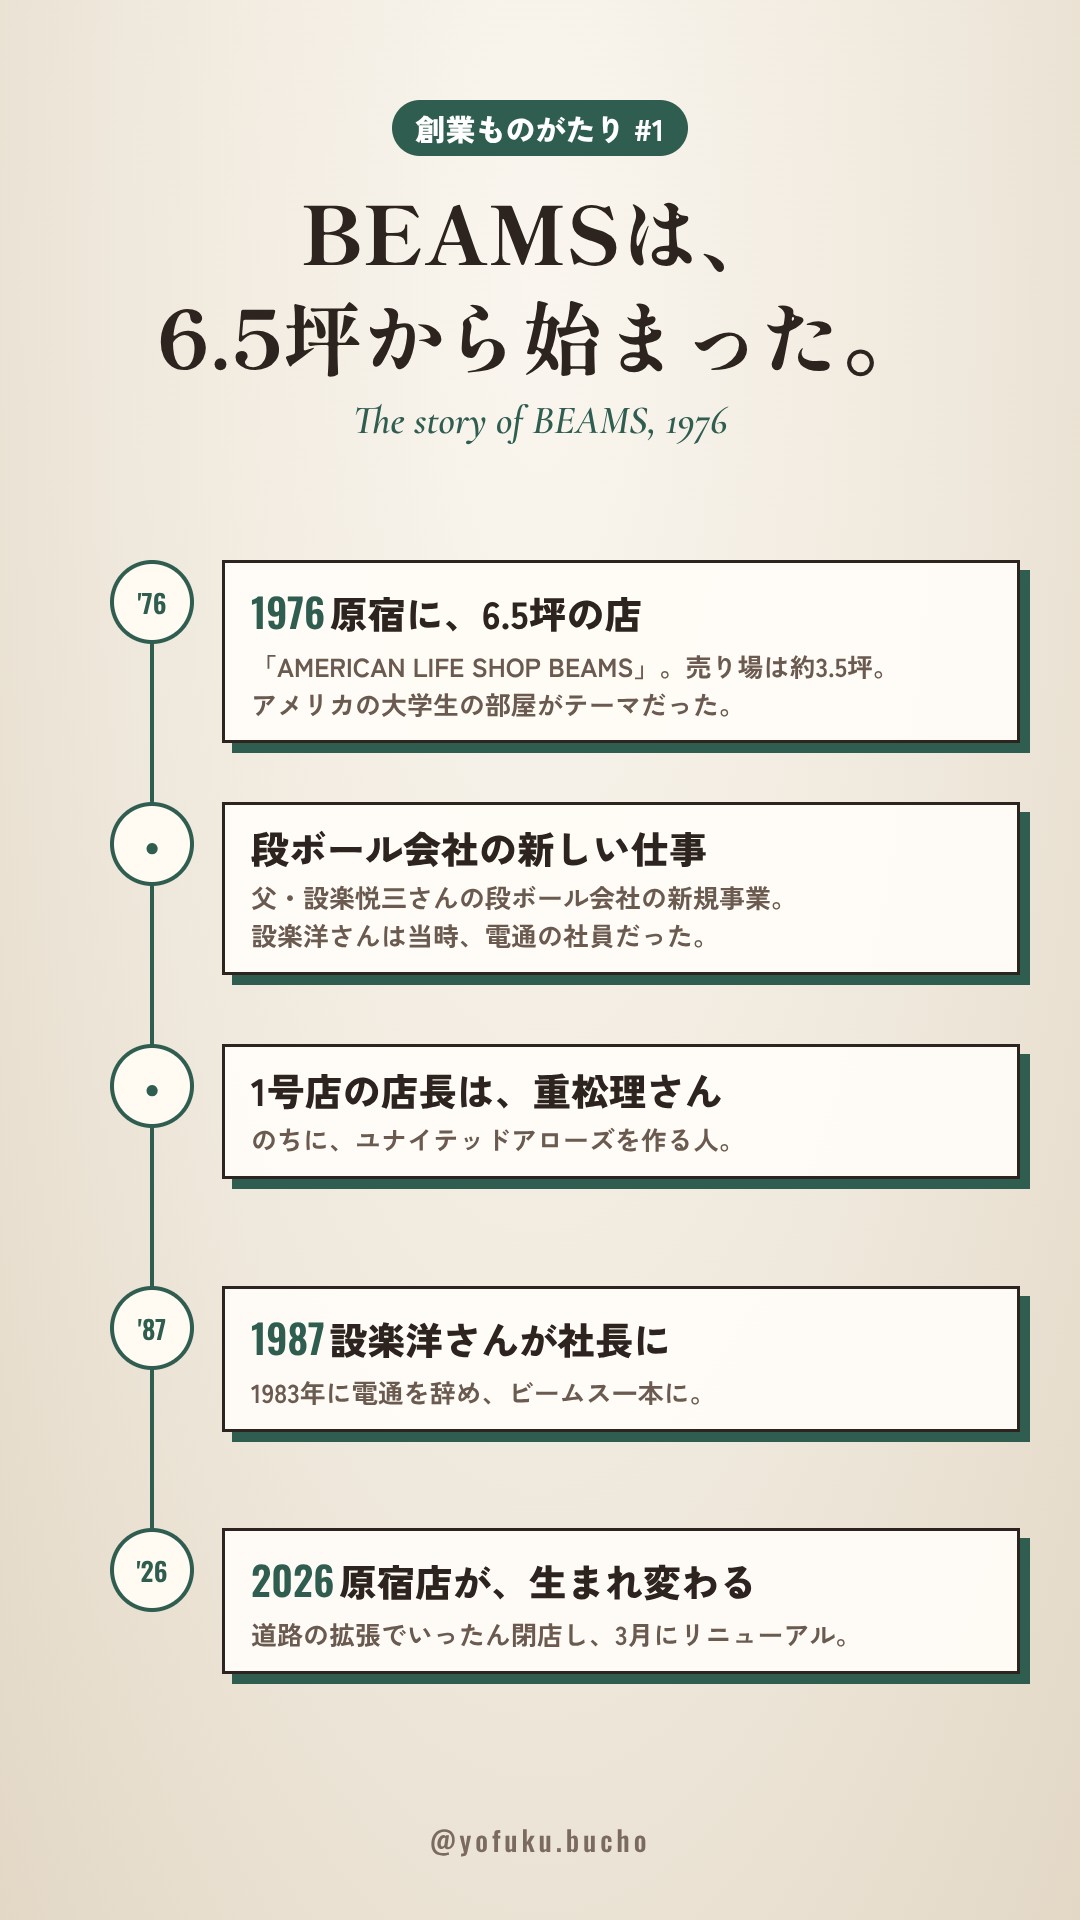 創業ものがたり #1
BEAMSは、
6.5坪から始まった。
The story of BEAMS, 1976
'76
1976 原宿に、6.5坪の店
「AMERICAN LIFE SHOP BEAMS」。売り場は約3.5坪。
アメリカの大学生の部屋がテーマだった。
段ボール会社の新しい仕事
父・設楽悦三さんの段ボール会社の新規事業。
設楽洋さんは当時、電通の社員だった。
1号店の店長は、重松理さん
のちに、ユナイテッドアローズを作る人。
'87
1987 設楽洋さんが社長に
1983年に電通を辞め、ビームス一本に。
'26
2026 原宿店が、生まれ変わる
道路の拡張でいったん閉店し、3月にリニューアル。
@yofuku.bucho